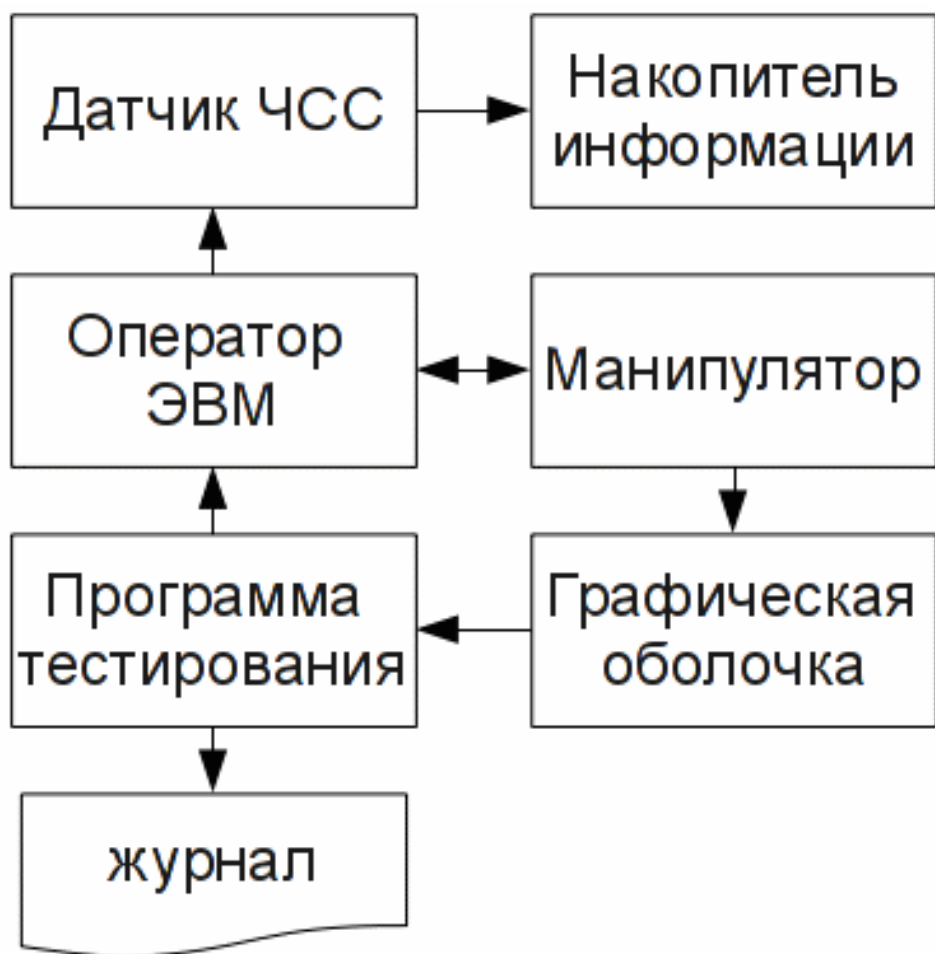 Датчик ЧСС
Накопитель
информации
Оператор
ЭВМ
Манипулятор
Программа
тестирования
Графическая
оболочка
журнал